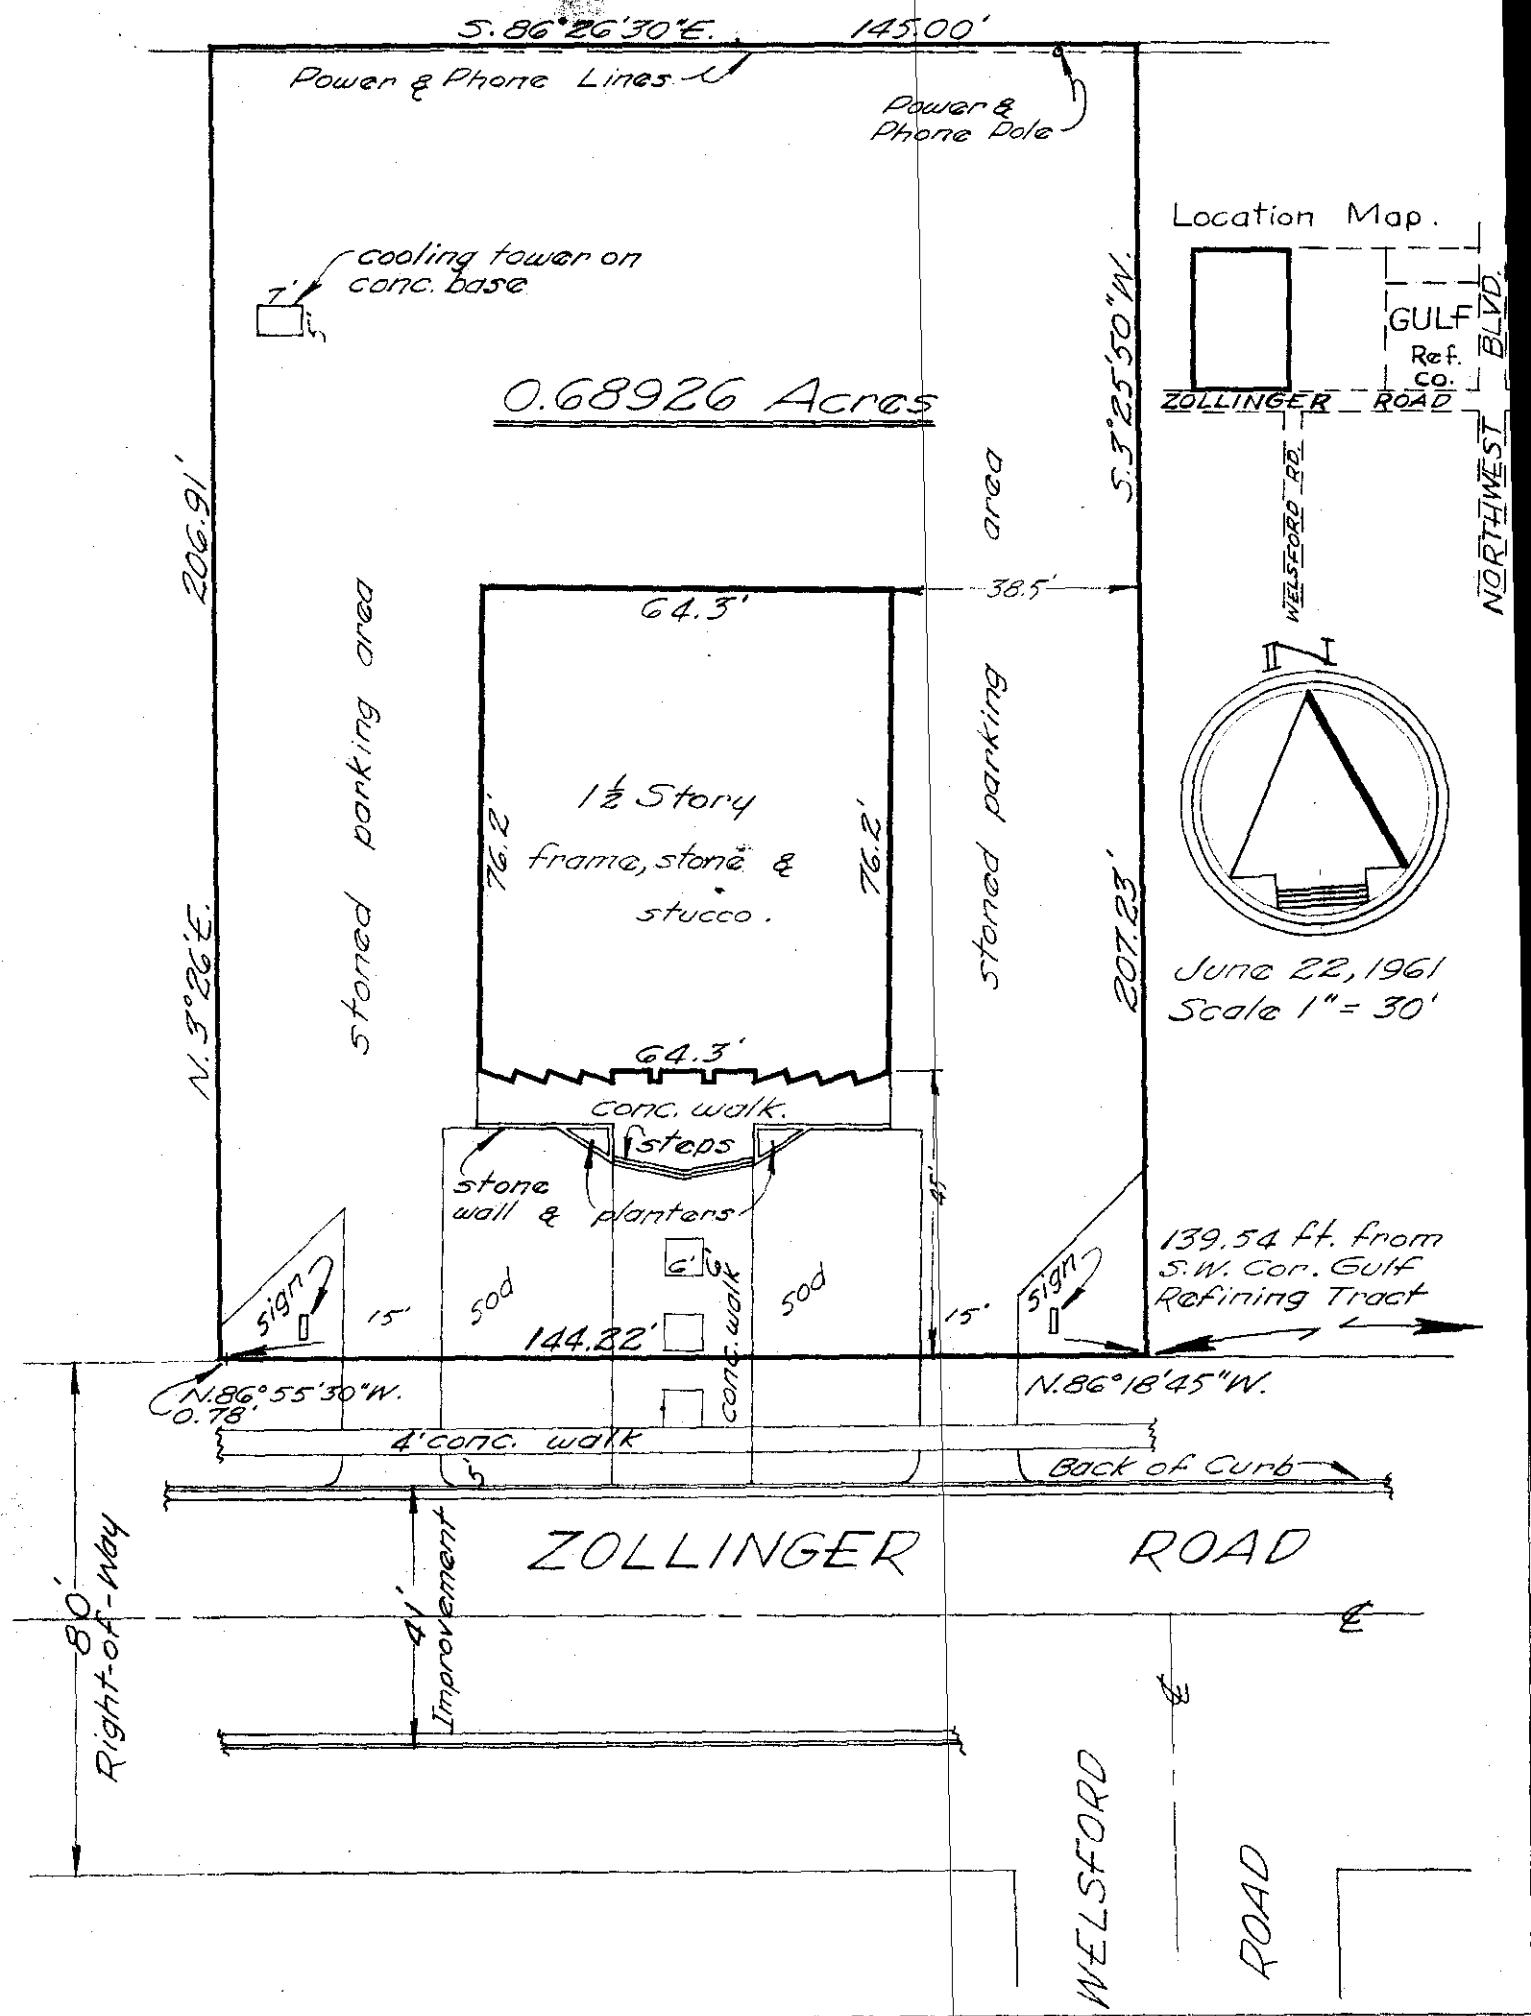 S. 86°26'30"E. 145.00'
Power & Phone Lines
Power &
Phone Pole
cooling tower on
conc. base
7'
5'
0.68926 Acres
Location Map.
GULF
Ref.
Co.
ZOLLINGER ROAD
WELSFORD RD.
NORTHWEST BLVD.
N
June 22, 1961
Scale 1" = 30'
206.91'
N. 3°26'E.
S. 3°25'50"W.
207.23'
stoned parking area
stoned parking area
38.5'
64.3'
76.2'
76.2'
1½ Story
frame, stone &
stucco.
64.3'
conc. walk.
steps
stone
wall & planters
45'
sign
15'
sod
6'
6'
conc. walk
sod
15'
sign
144.22'
139.54 ft. from
S.W. Cor. Gulf
Refining Tract
N.86°55'30"W.
0.78'
N.86°18'45"W.
4' conc. walk
5'
Back of Curb
ZOLLINGER ROAD
80'
Right-of-Way
41'
Improvement
℄
℄
WELSFORD
ROAD